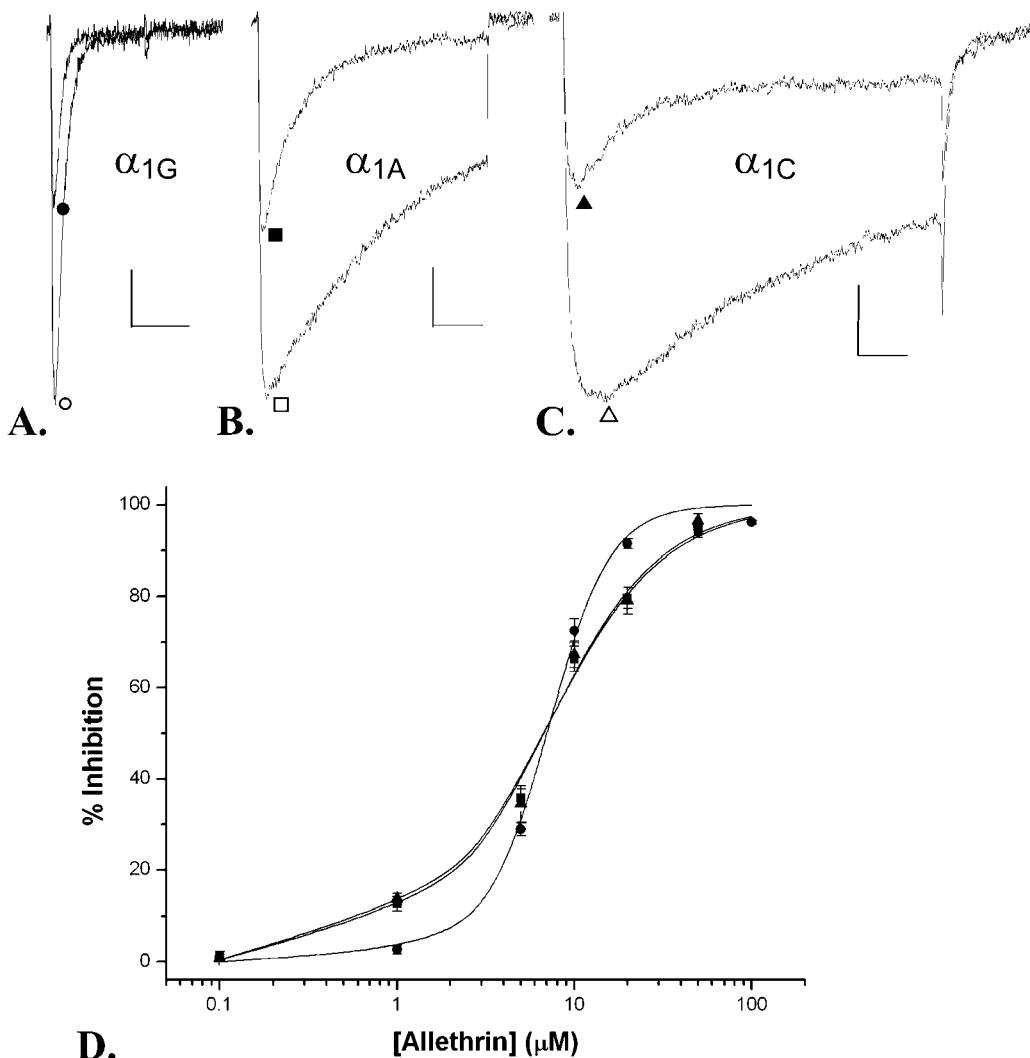 α1G
α1A
α1C
A.
B.
C.
100
80
60
40
20
0
% Inhibition
0.1
1
10
100
[Allethrin] (μM)
D.